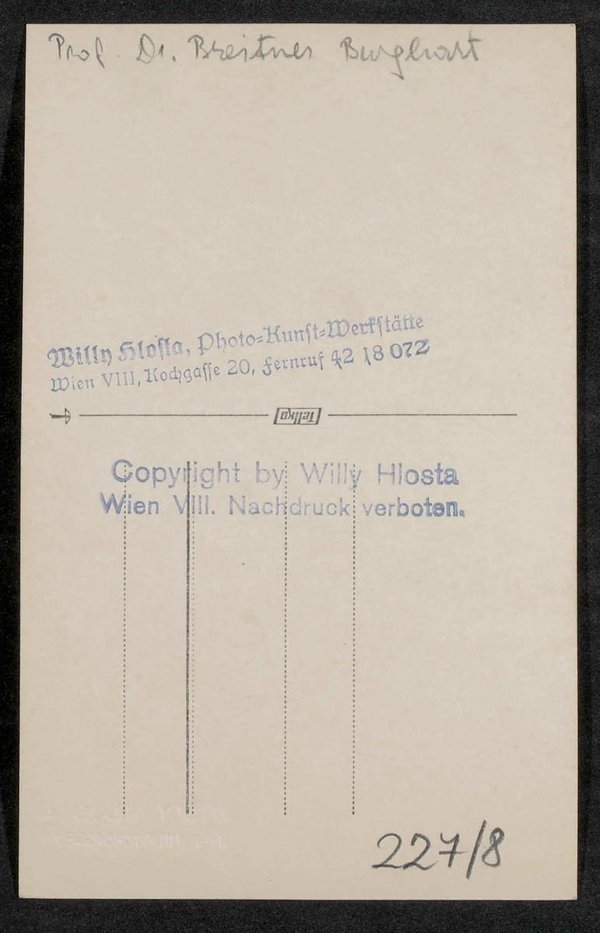 Prof. Dr. Breitner Burghart
Willy Hlosta, Photo-Kunst-Werkstätte
Wien VIII, Kochgasse 20, Fernruf 42 18 072
Tellko
Copyright by Willy Hlosta
Wien VIII. Nachdruck verboten.
227/8